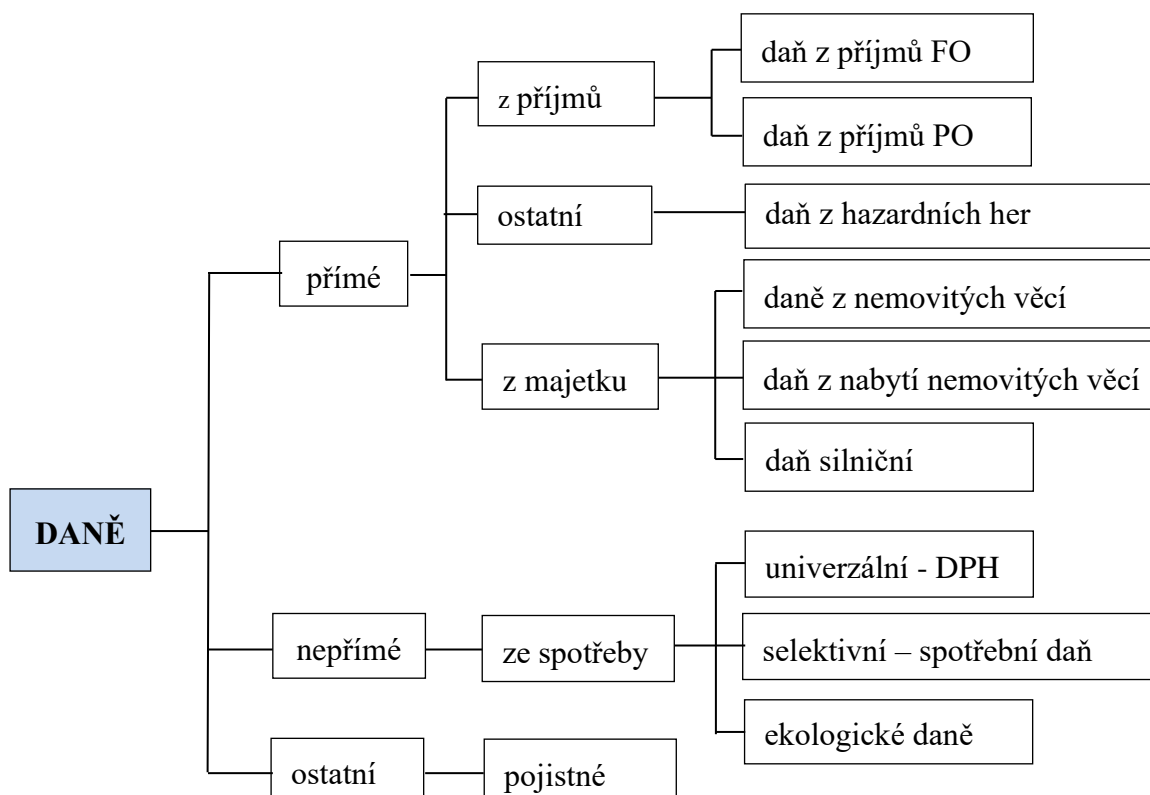 daň z příjmů FO
z příjmů
daň z příjmů PO
ostatní
daň z hazardních her
přímé
daně z nemovitých věcí
z majetku
daň z nabytí nemovitých věcí
daň silniční
DANĚ
univerzální - DPH
nepřímé
ze spotřeby
selektivní – spotřební daň
ekologické daně
ostatní
pojistné